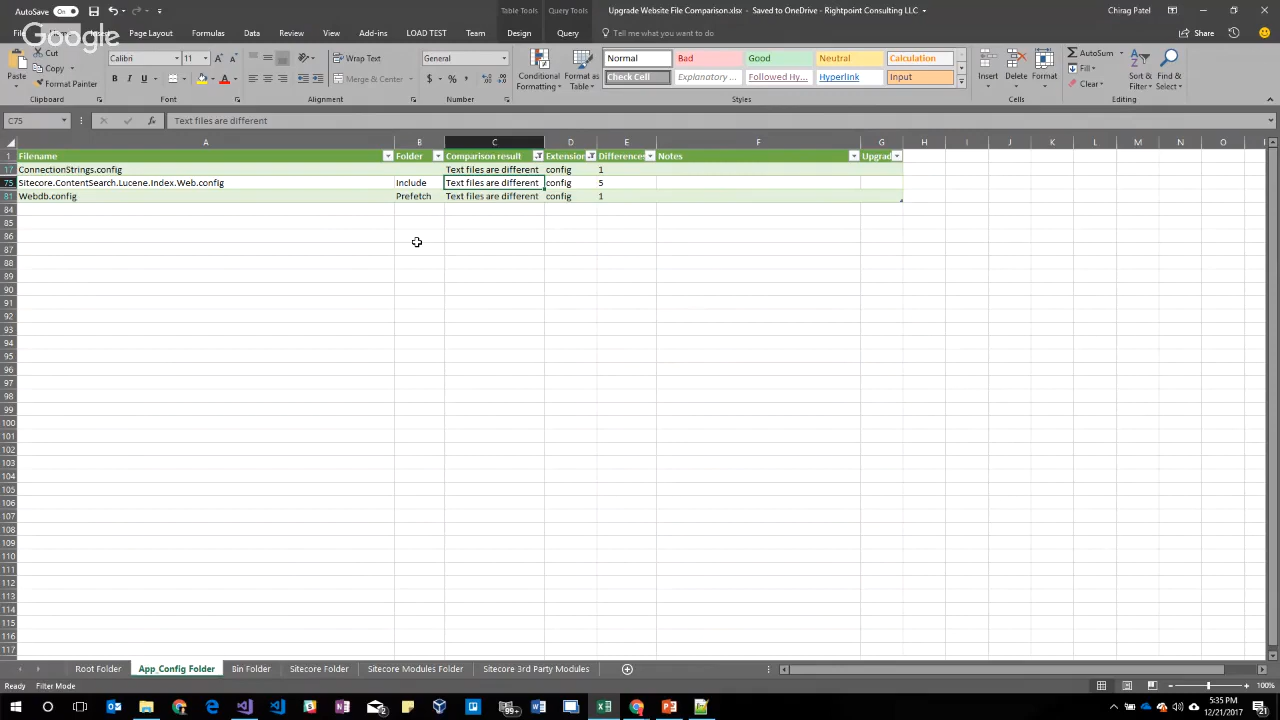 AutoSave On
Table Tools
Query Tools
Upgrade Website File Comparison.xlsx - Saved to OneDrive - Rightpoint Consulting LLC
Chirag Patel
Google
Page Layout
Formulas
Data
Review
View
Add-ins
LOAD TEST
Team
Design
Query
Tell me what you want to do
Share
Paste
Cut
Copy
Format Painter
Clipboard
Calibri
11
Font
Wrap Text
Merge & Center
Alignment
General
Number
Conditional Formatting
Format as Table
Normal
Bad
Good
Neutral
Calculation
Check Cell
Explanatory ...
Followed Hy...
Hyperlink
Input
Styles
Insert
Delete
Format
Cells
AutoSum
Fill
Clear
Sort & Filter
Find & Select
Editing
C75
Text files are different
A B C D E F G H I J K L M N O
1 Filename Folder Comparison result Extension Differences Notes Upgrad
17 ConnectionStrings.config Text files are different config 1
75 Sitecore.ContentSearch.Lucene.Index.Web.config Include Text files are different config 5
81 Webdb.config Prefetch Text files are different config 1
84
85
86
87
88
89
90
91
92
93
94
95
96
97
98
99
100
101
102
103
104
105
106
107
108
109
110
111
112
113
114
115
116
117
Root Folder
App_Config Folder
Bin Folder
Sitecore Folder
Sitecore Modules Folder
Sitecore 3rd Party Modules
Ready
Filter Mode
100%
99+
5:35 PM
12/21/2017
21